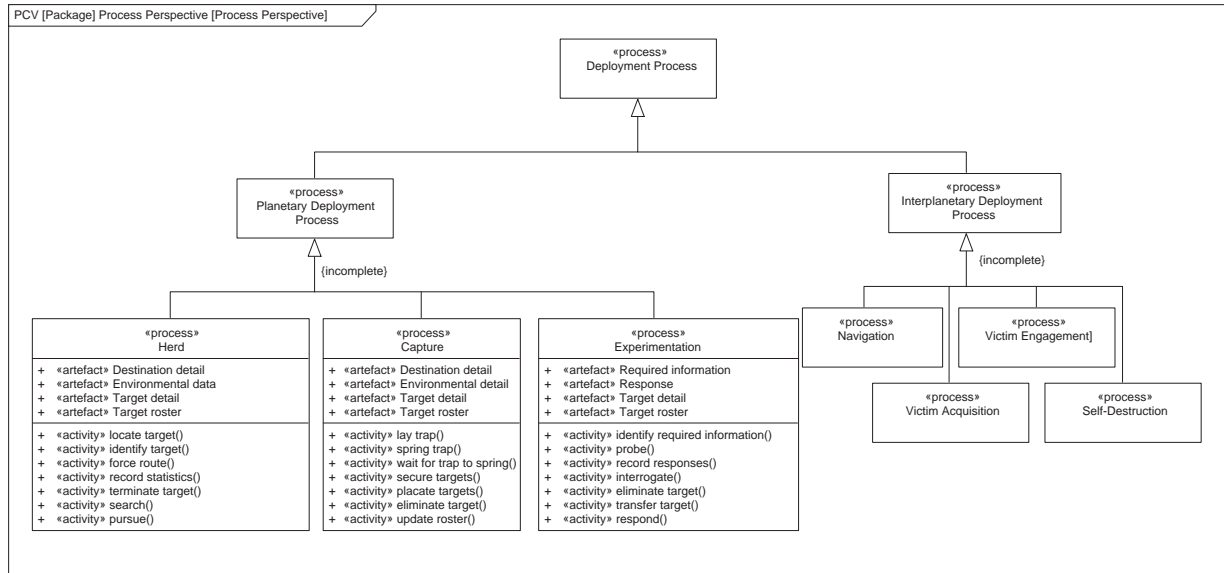 PCV [Package] Process Perspective [Process Perspective]
«process»
Deployment Process
«process»
Planetary Deployment
Process
«process»
Interplanetary Deployment
Process
{incomplete}
{incomplete}
«process»
Herd
+ «artefact» Destination detail
+ «artefact» Environmental data
+ «artefact» Target detail
+ «artefact» Target roster
+ «activity» locate target()
+ «activity» identify target()
+ «activity» force route()
+ «activity» record statistics()
+ «activity» terminate target()
+ «activity» search()
+ «activity» pursue()
«process»
Capture
+ «artefact» Destination detail
+ «artefact» Environmental detail
+ «artefact» Target detail
+ «artefact» Target roster
+ «activity» lay trap()
+ «activity» spring trap()
+ «activity» wait for trap to spring()
+ «activity» secure targets()
+ «activity» placate targets()
+ «activity» eliminate target()
+ «activity» update roster()
«process»
Experimentation
+ «artefact» Required information
+ «artefact» Response
+ «artefact» Target detail
+ «artefact» Target roster
+ «activity» identify required information()
+ «activity» probe()
+ «activity» record responses()
+ «activity» interrogate()
+ «activity» eliminate target()
+ «activity» transfer target()
+ «activity» respond()
«process»
Navigation
«process»
Victim Engagement]
«process»
Victim Acquisition
«process»
Self-Destruction